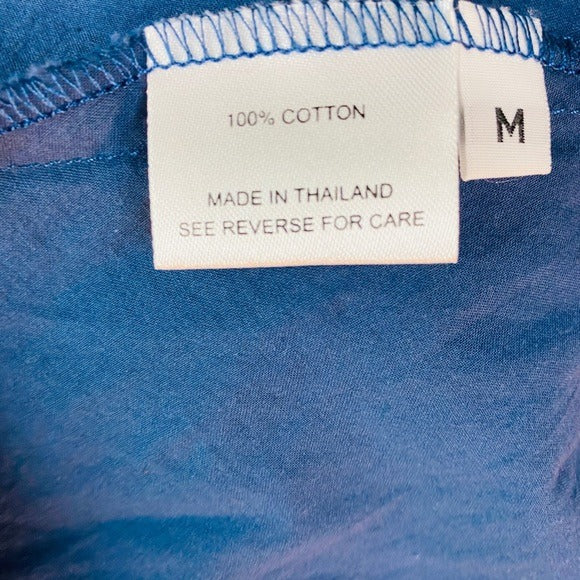 100% COTTON
M
MADE IN THAILAND
SEE REVERSE FOR CARE